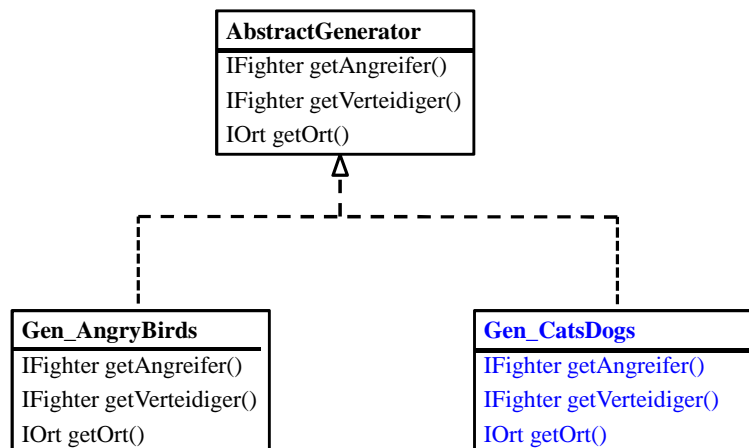 AbstractGenerator
IFighter getAngreifer()
IFighter getVerteidiger()
IOrt getOrt()
Gen_AngryBirds
IFighter getAngreifer()
IFighter getVerteidiger()
IOrt getOrt()
Gen_CatsDogs
IFighter getAngreifer()
IFighter getVerteidiger()
IOrt getOrt()